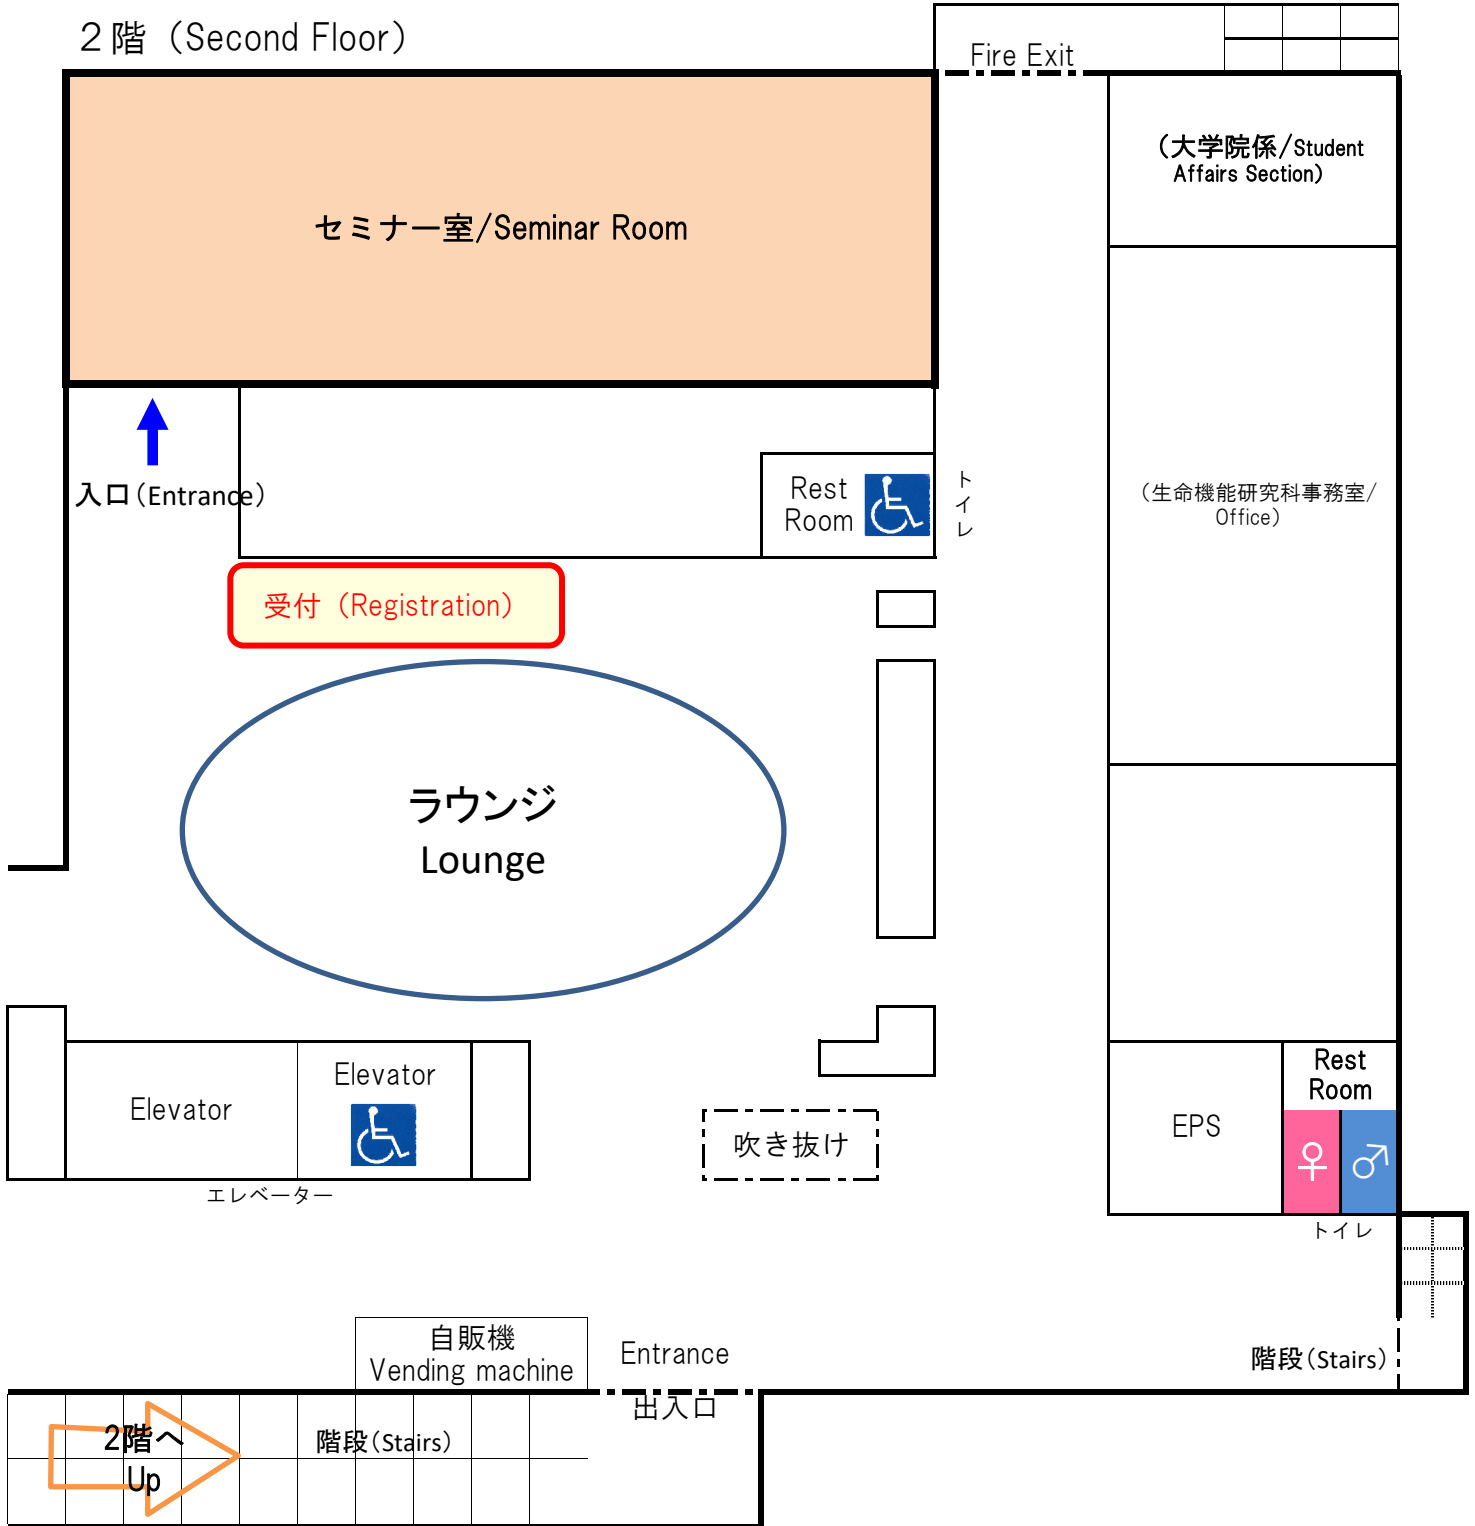 ２階（Second Floor）
Fire Exit
（大学院係/Student
Affairs Section）
セミナー室/Seminar Room
入口（Entrance）
Rest
Room
トイレ
（生命機能研究科事務室/
Office）
受付（Registration）
ラウンジ
Lounge
Elevator
Elevator
エレベーター
吹き抜け
EPS
Rest
Room
♀
♂
トイレ
自販機
Vending machine
Entrance
出入口
階段（Stairs）
2階へ
Up
階段（Stairs）